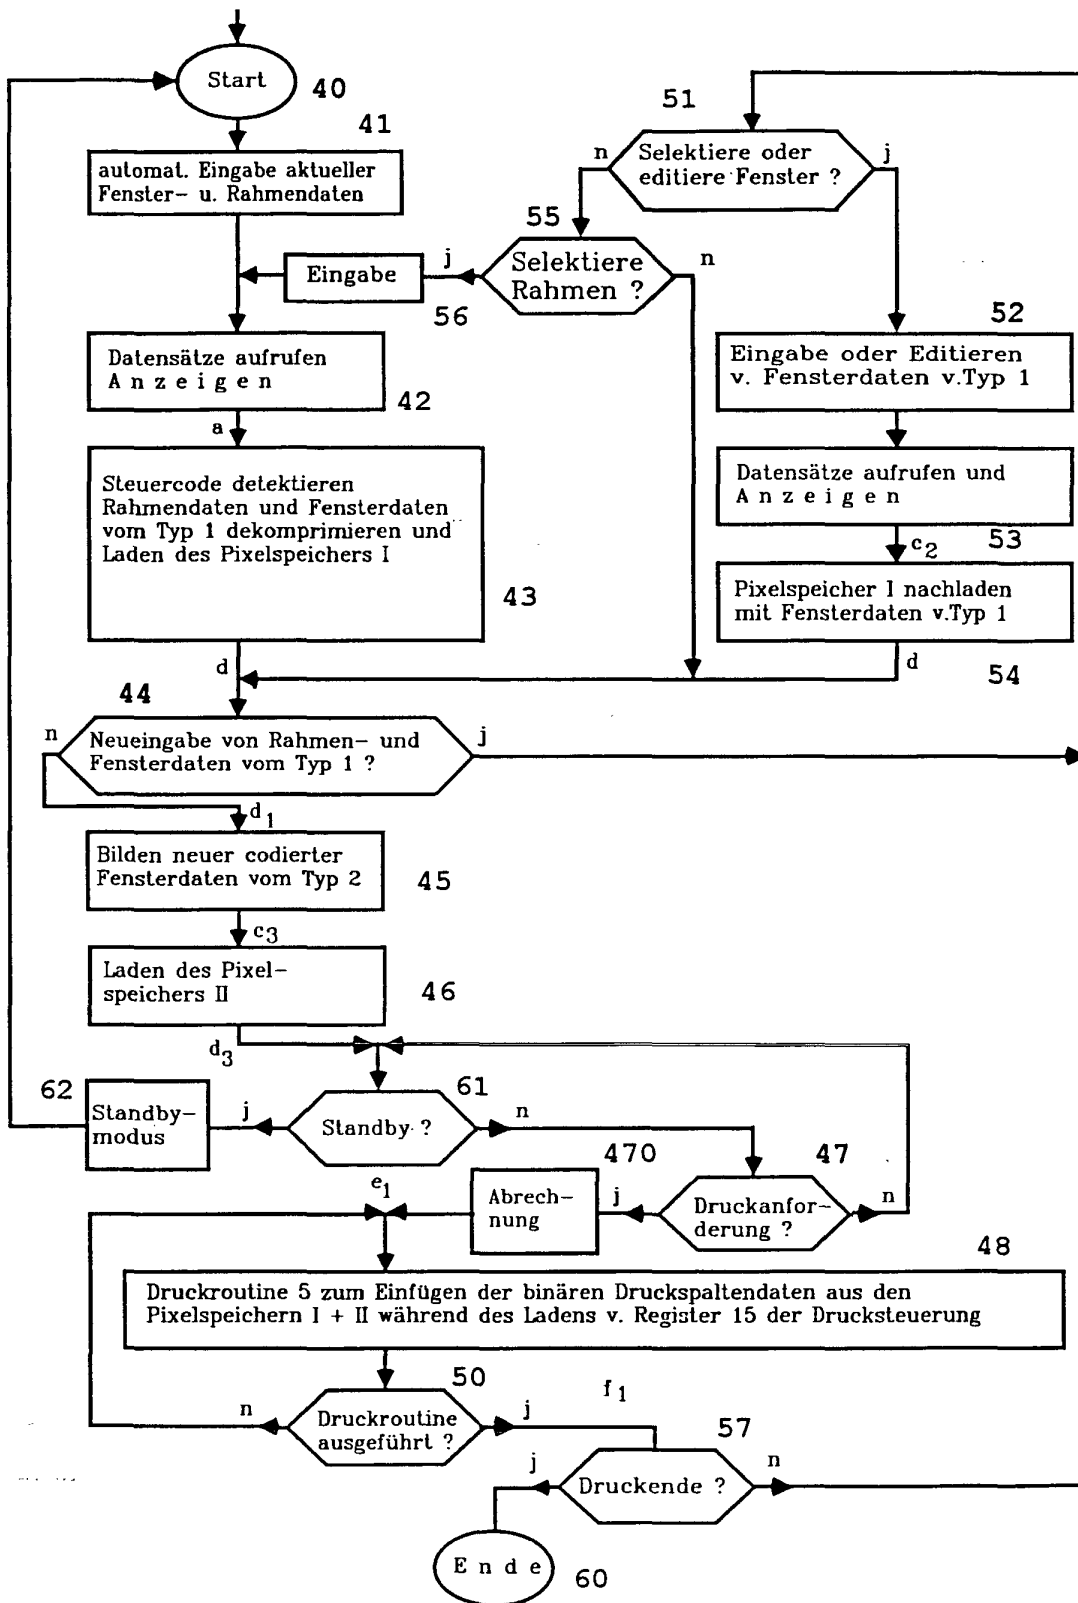 Start
40
41
automat. Eingabe aktueller
Fenster- u. Rahmendaten
51
n
Selektiere oder
editiere Fenster ?
j
55
Eingabe
j
Selektiere
Rahmen ?
n
56
52
Datensätze aufrufen
A n z e i g e n
42
Eingabe oder Editieren
v. Fensterdaten v.Typ 1
a
Steuercode detektieren
Rahmendaten und Fensterdaten
vom Typ 1 dekomprimieren und
Laden des Pixelspeichers I
43
Datensätze aufrufen und
A n z e i g e n
c2
53
Pixelspeicher I nachladen
mit Fensterdaten v.Typ 1
d
d
54
44
n
Neueingabe von Rahmen- und
Fensterdaten vom Typ 1 ?
j
d1
Bilden neuer codierter
Fensterdaten vom Typ 2
45
c3
Laden des Pixel-
speichers II
46
d3
62
Standby-
modus
j
61
Standby ?
n
470
47
e1
Abrech-
nung
j
Druckanfor-
derung ?
n
48
Druckroutine 5 zum Einfügen der binären Druckspaltendaten aus den
Pixelspeichern I + II während des Ladens v. Register 15 der Drucksteuerung
50
n
Druckroutine
ausgeführt ?
j
f1
57
j
Druckende ?
n
E n d e
60